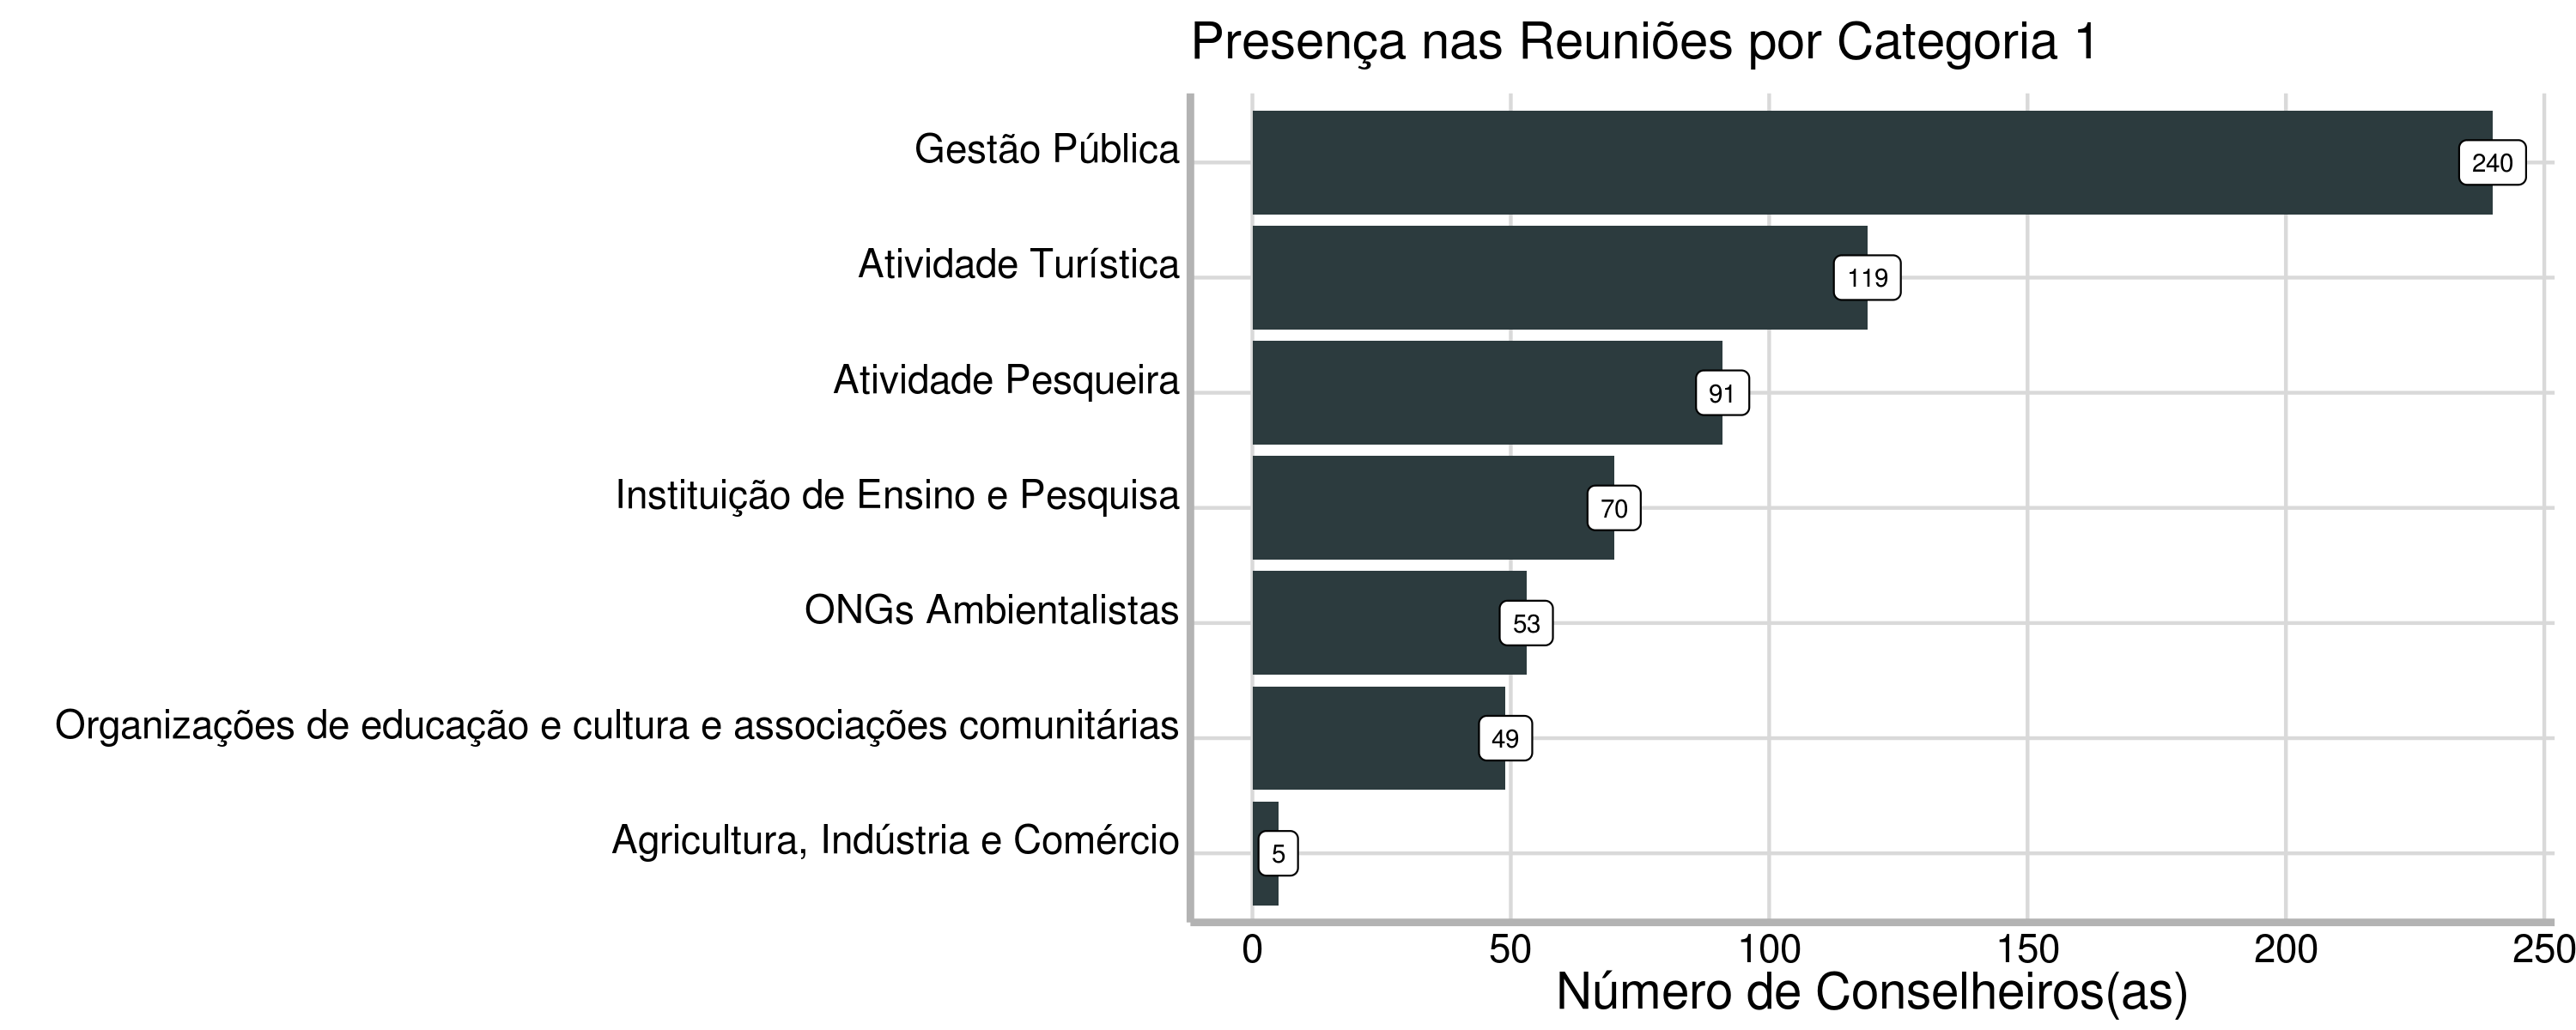 Presença nas Reuniões por Categoria 1
Gestão Pública
240
Atividade Turística
119
Atividade Pesqueira
91
Instituição de Ensino e Pesquisa
70
ONGs Ambientalistas
53
Organizações de educação e cultura e associações comunitárias
49
Agricultura, Indústria e Comércio
5
0 50 100 150 200 250
Número de Conselheiros(as)